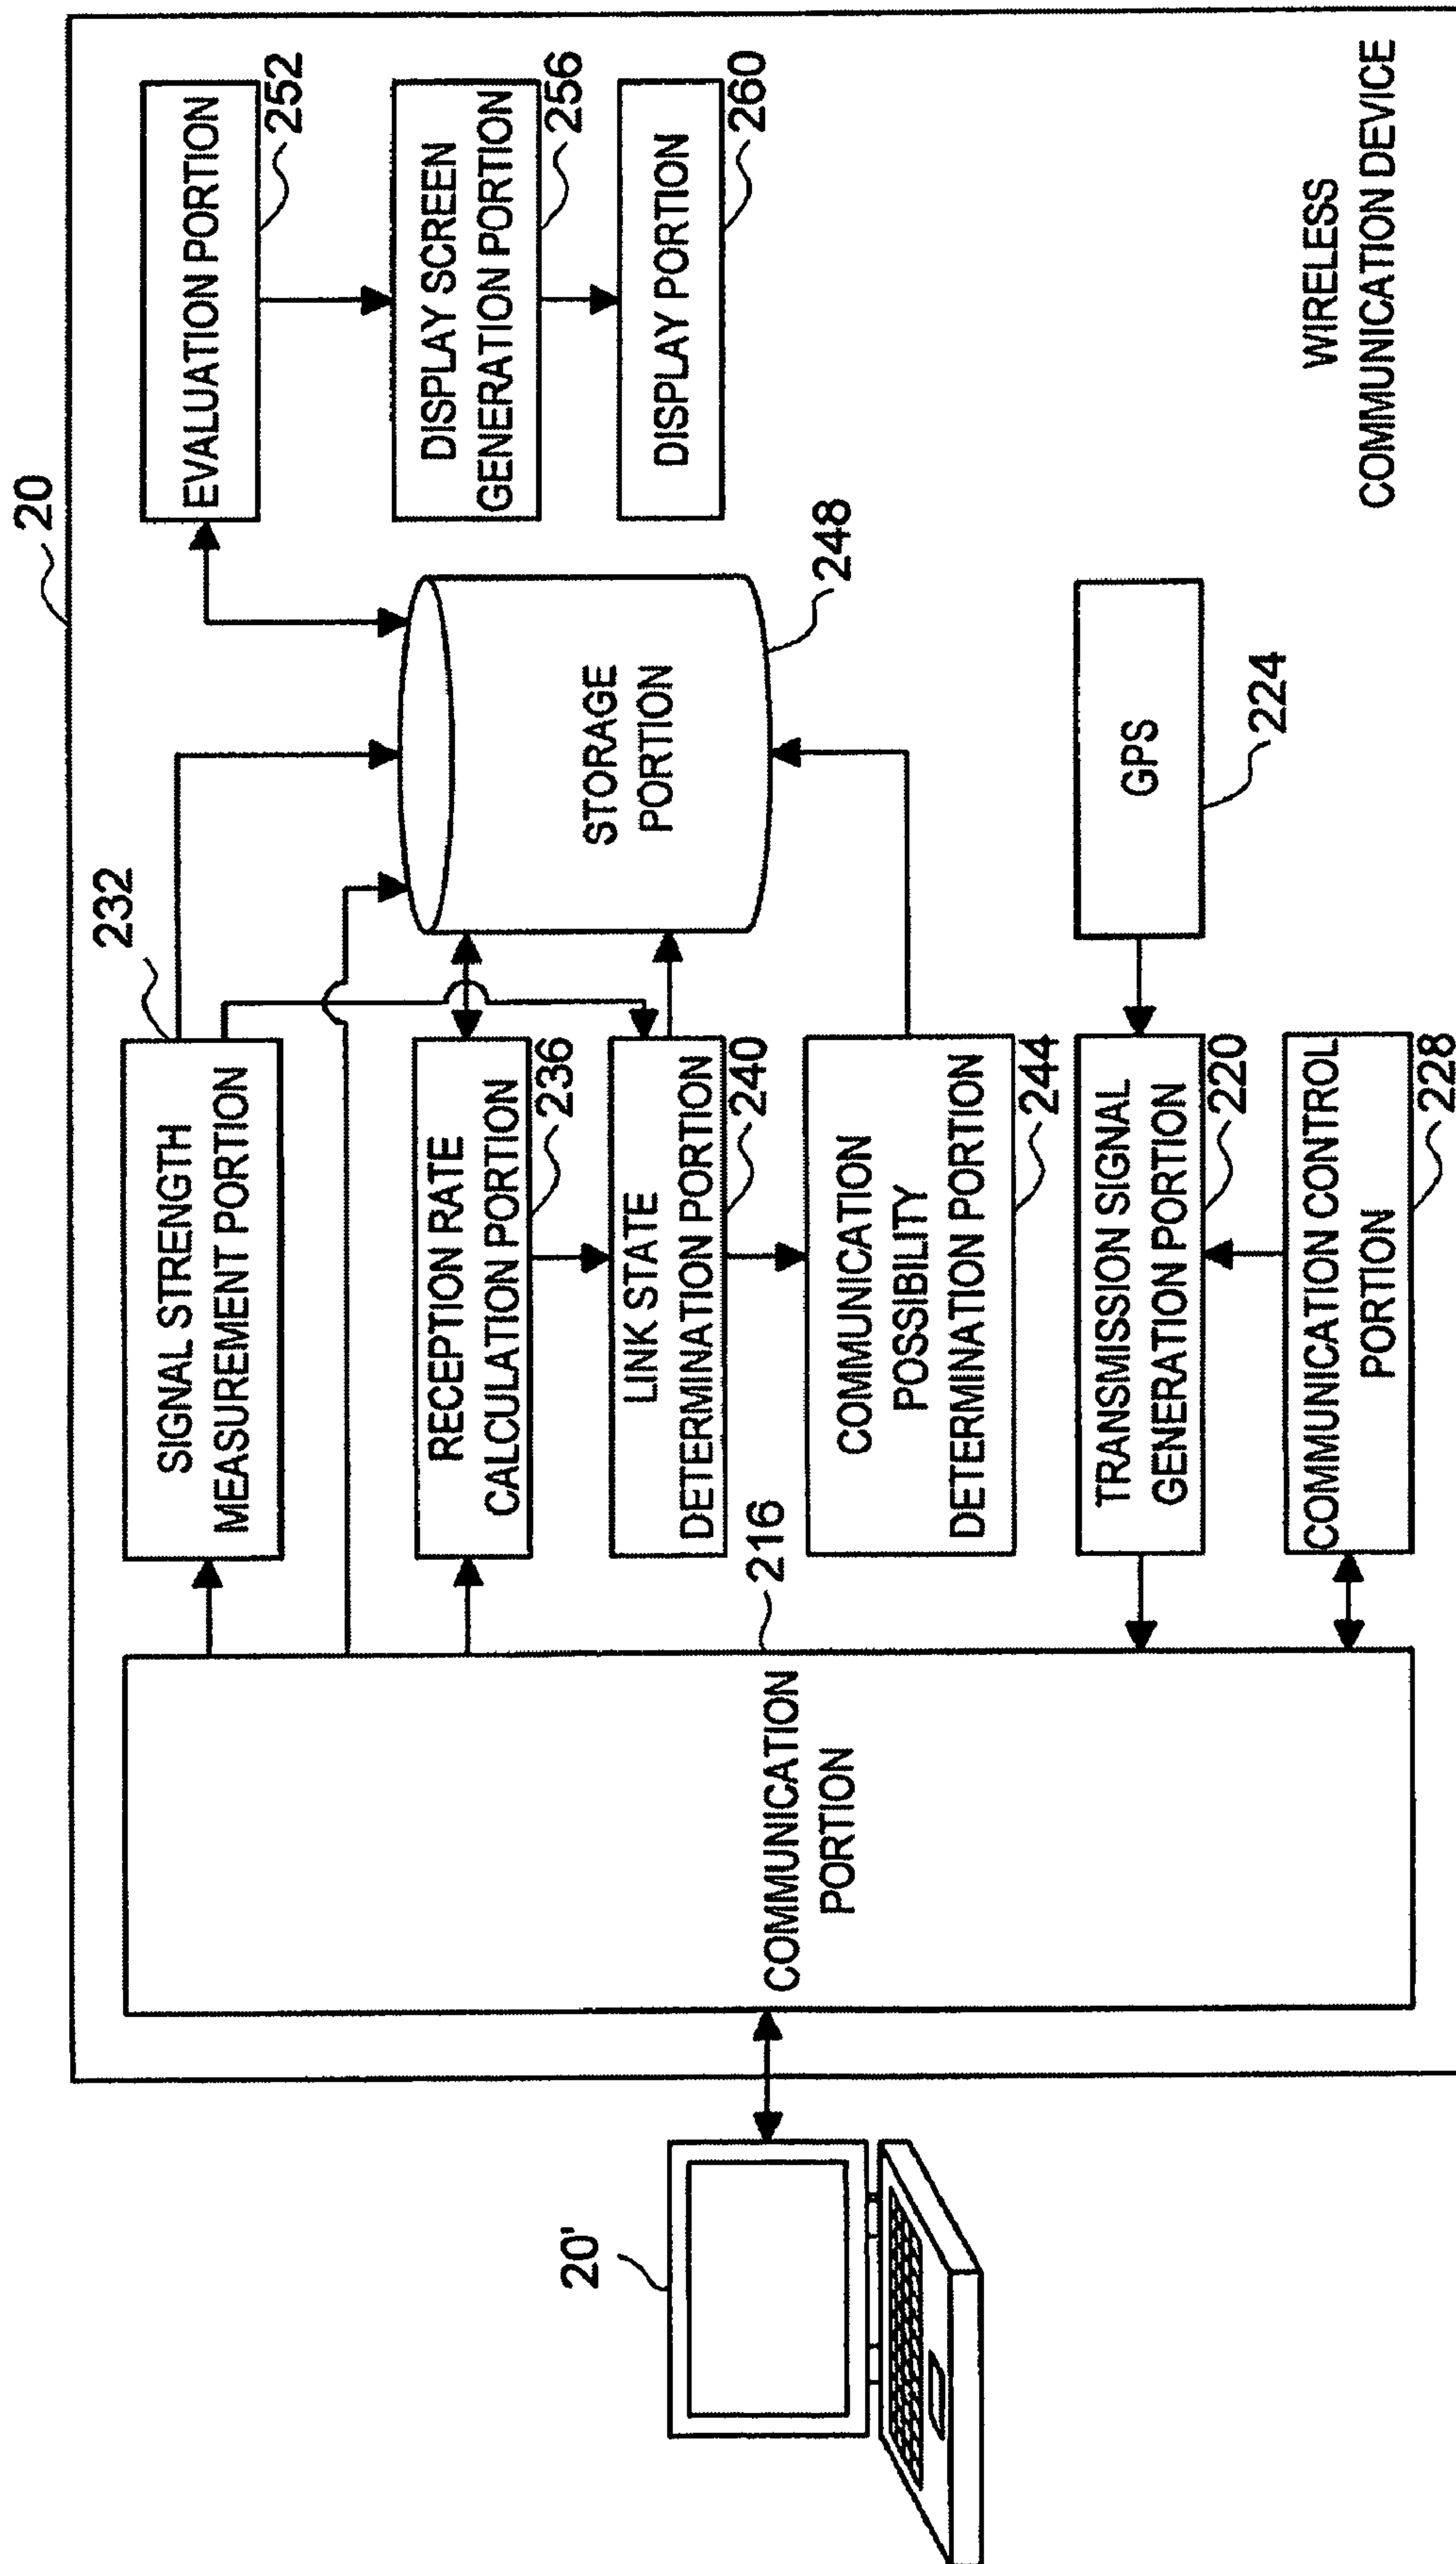 20
232
SIGNAL STRENGTH
MEASUREMENT PORTION
EVALUATION PORTION
252
RECEPTION RATE
CALCULATION PORTION
236
DISPLAY SCREEN
GENERATION PORTION
256
20'
COMMUNICATION
PORTION
216
LINK STATE
DETERMINATION PORTION
240
STORAGE
PORTION
248
DISPLAY PORTION
260
COMMUNICATION
POSSIBILITY
DETERMINATION PORTION
244
TRANSMISSION SIGNAL
GENERATION PORTION
220
GPS
224
COMMUNICATION CONTROL
PORTION
228
WIRELESS
COMMUNICATION DEVICE